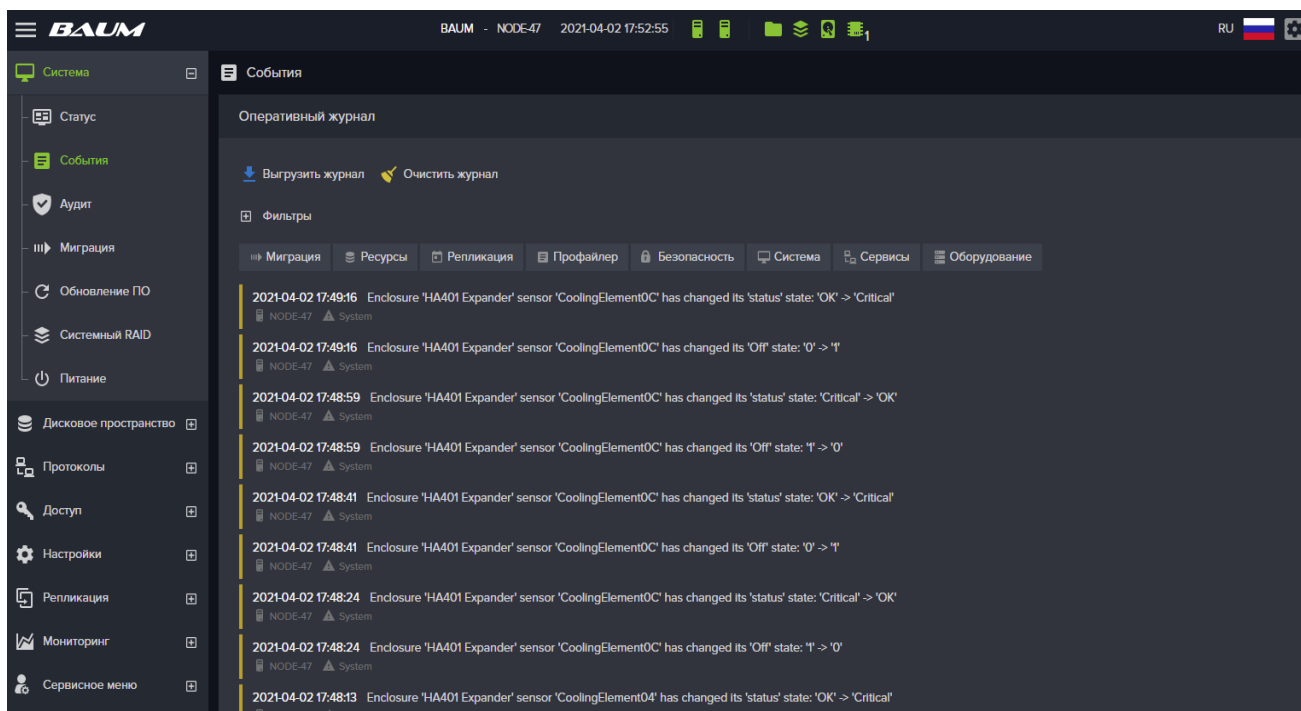 BAUM
BAUM - NODE-47 2021-04-02 17:52:55 1 RU
Система
Статус
События
Аудит
Миграция
Обновление ПО
Системный RAID
Питание
Дисковое пространство
Протоколы
Доступ
Настройки
Репликация
Мониторинг
Сервисное меню
События
Оперативный журнал
Выгрузить журнал Очистить журнал
Фильтры
Миграция Ресурсы Репликация Профайлер Безопасность Система Сервисы Оборудование
2021-04-02 17:49:16 Enclosure 'HA401 Expander' sensor 'CoolingElement0C' has changed its 'status' state: 'OK' -> 'Critical'
NODE-47 System
2021-04-02 17:49:16 Enclosure 'HA401 Expander' sensor 'CoolingElement0C' has changed its 'Off' state: '0' -> '1'
NODE-47 System
2021-04-02 17:48:59 Enclosure 'HA401 Expander' sensor 'CoolingElement0C' has changed its 'status' state: 'Critical' -> 'OK'
NODE-47 System
2021-04-02 17:48:59 Enclosure 'HA401 Expander' sensor 'CoolingElement0C' has changed its 'Off' state: '1' -> '0'
NODE-47 System
2021-04-02 17:48:41 Enclosure 'HA401 Expander' sensor 'CoolingElement0C' has changed its 'status' state: 'OK' -> 'Critical'
NODE-47 System
2021-04-02 17:48:41 Enclosure 'HA401 Expander' sensor 'CoolingElement0C' has changed its 'Off' state: '0' -> '1'
NODE-47 System
2021-04-02 17:48:24 Enclosure 'HA401 Expander' sensor 'CoolingElement0C' has changed its 'status' state: 'Critical' -> 'OK'
NODE-47 System
2021-04-02 17:48:24 Enclosure 'HA401 Expander' sensor 'CoolingElement0C' has changed its 'Off' state: '1' -> '0'
NODE-47 System
2021-04-02 17:48:13 Enclosure 'HA401 Expander' sensor 'CoolingElement04' has changed its 'status' state: 'OK' -> 'Critical'